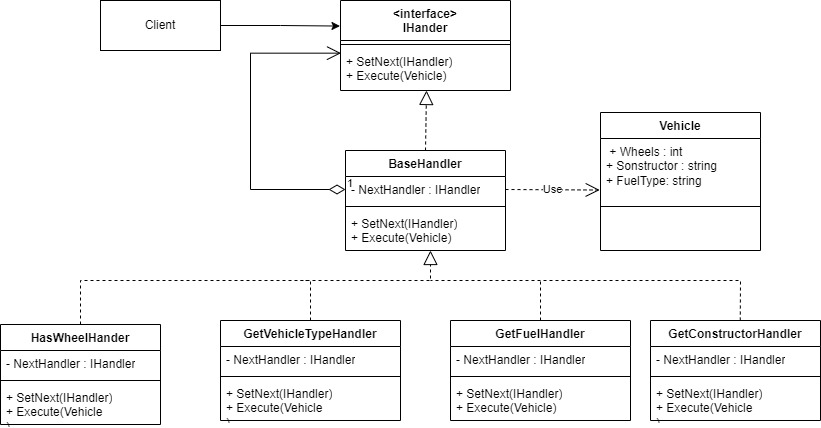 Client
<interface>
IHander
+ SetNext(IHandler)
+ Execute(Vehicle)
BaseHandler
1
- NextHandler : IHandler
+ SetNext(IHandler)
+ Execute(Vehicle)
Use
Vehicle
+ Wheels : int
+ Sonstructor : string
+ FuelType: string
HasWheelHander
- NextHandler : IHandler
+ SetNext(IHandler)
+ Execute(Vehicle
)
GetVehicleTypeHandler
- NextHandler : IHandler
+ SetNext(IHandler)
+ Execute(Vehicle
)
GetFuelHandler
- NextHandler : IHandler
+ SetNext(IHandler)
+ Execute(Vehicle)
GetConstructorHandler
- NextHandler : IHandler
+ SetNext(IHandler)
+ Execute(Vehicle
)